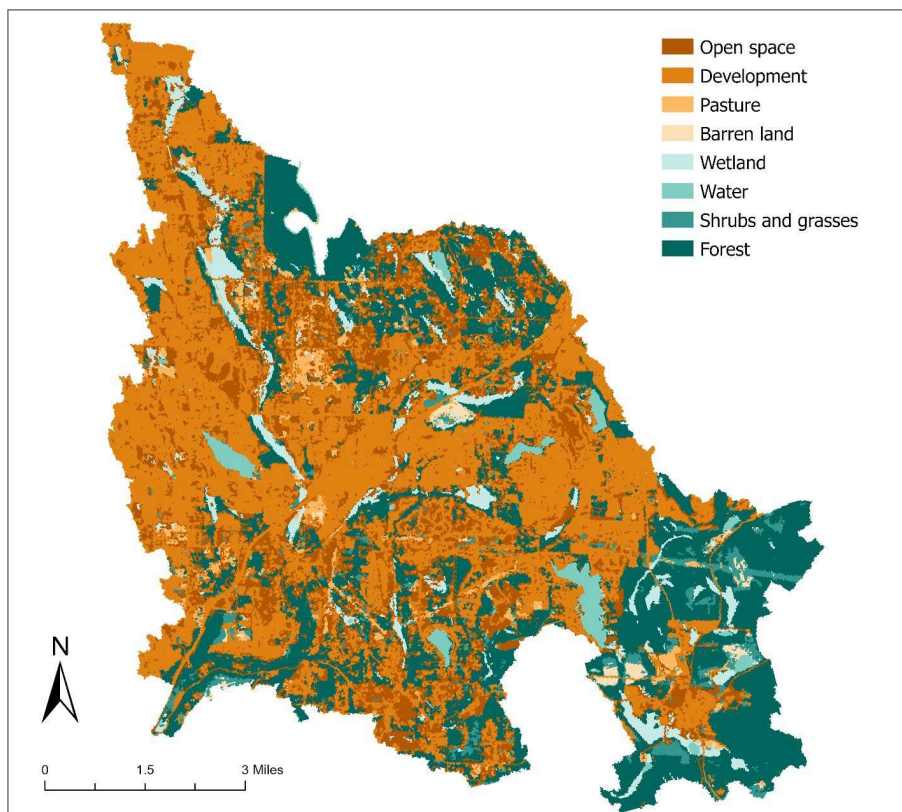 Open space
Development
Pasture
Barren land
Wetland
Water
Shrubs and grasses
Forest
N
0 1.5 3 Miles